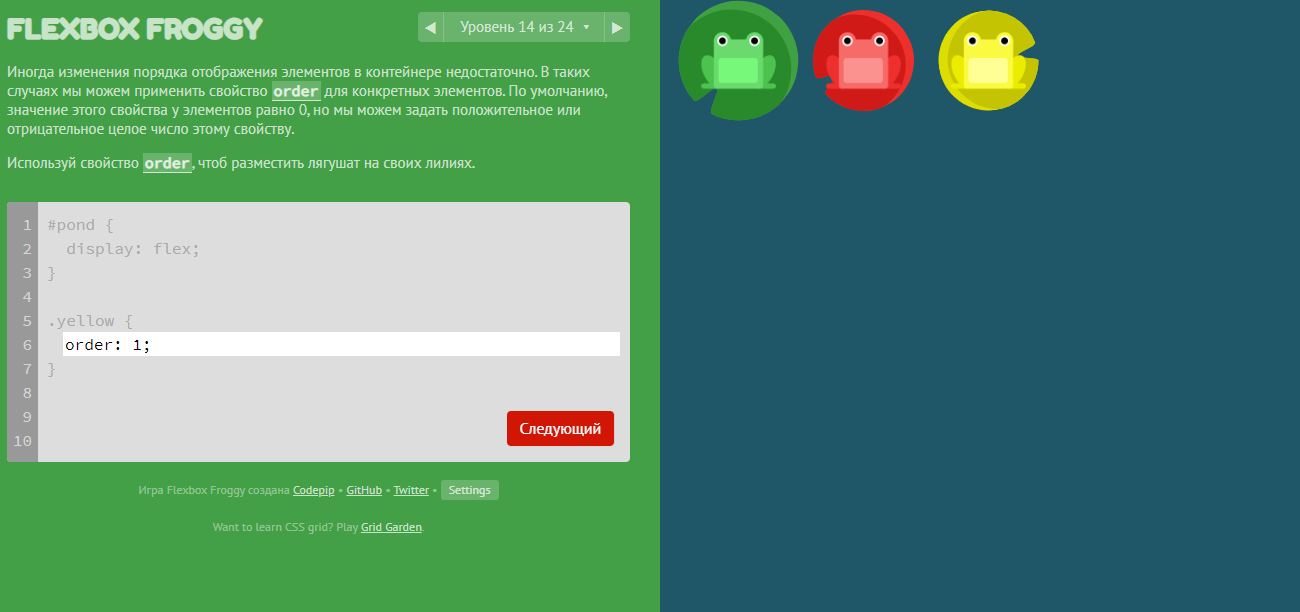 FLEXBOX FROGGY
◀ Уровень 14 из 24 ▾ ▶
Иногда изменения порядка отображения элементов в контейнере недостаточно. В таких
случаях мы можем применить свойство order для конкретных элементов. По умолчанию,
значение этого свойства у элементов равно 0, но мы можем задать положительное или
отрицательное целое число этому свойству.
Используй свойство order, чтоб разместить лягушат на своих лилиях.
1 #pond {
2 display: flex;
3 }
4
5 .yellow {
6 order: 1;
7 }
8
9
10
Следующий
Игра Flexbox Froggy создана Codepip • GitHub • Twitter • Settings
Want to learn CSS grid? Play Grid Garden.